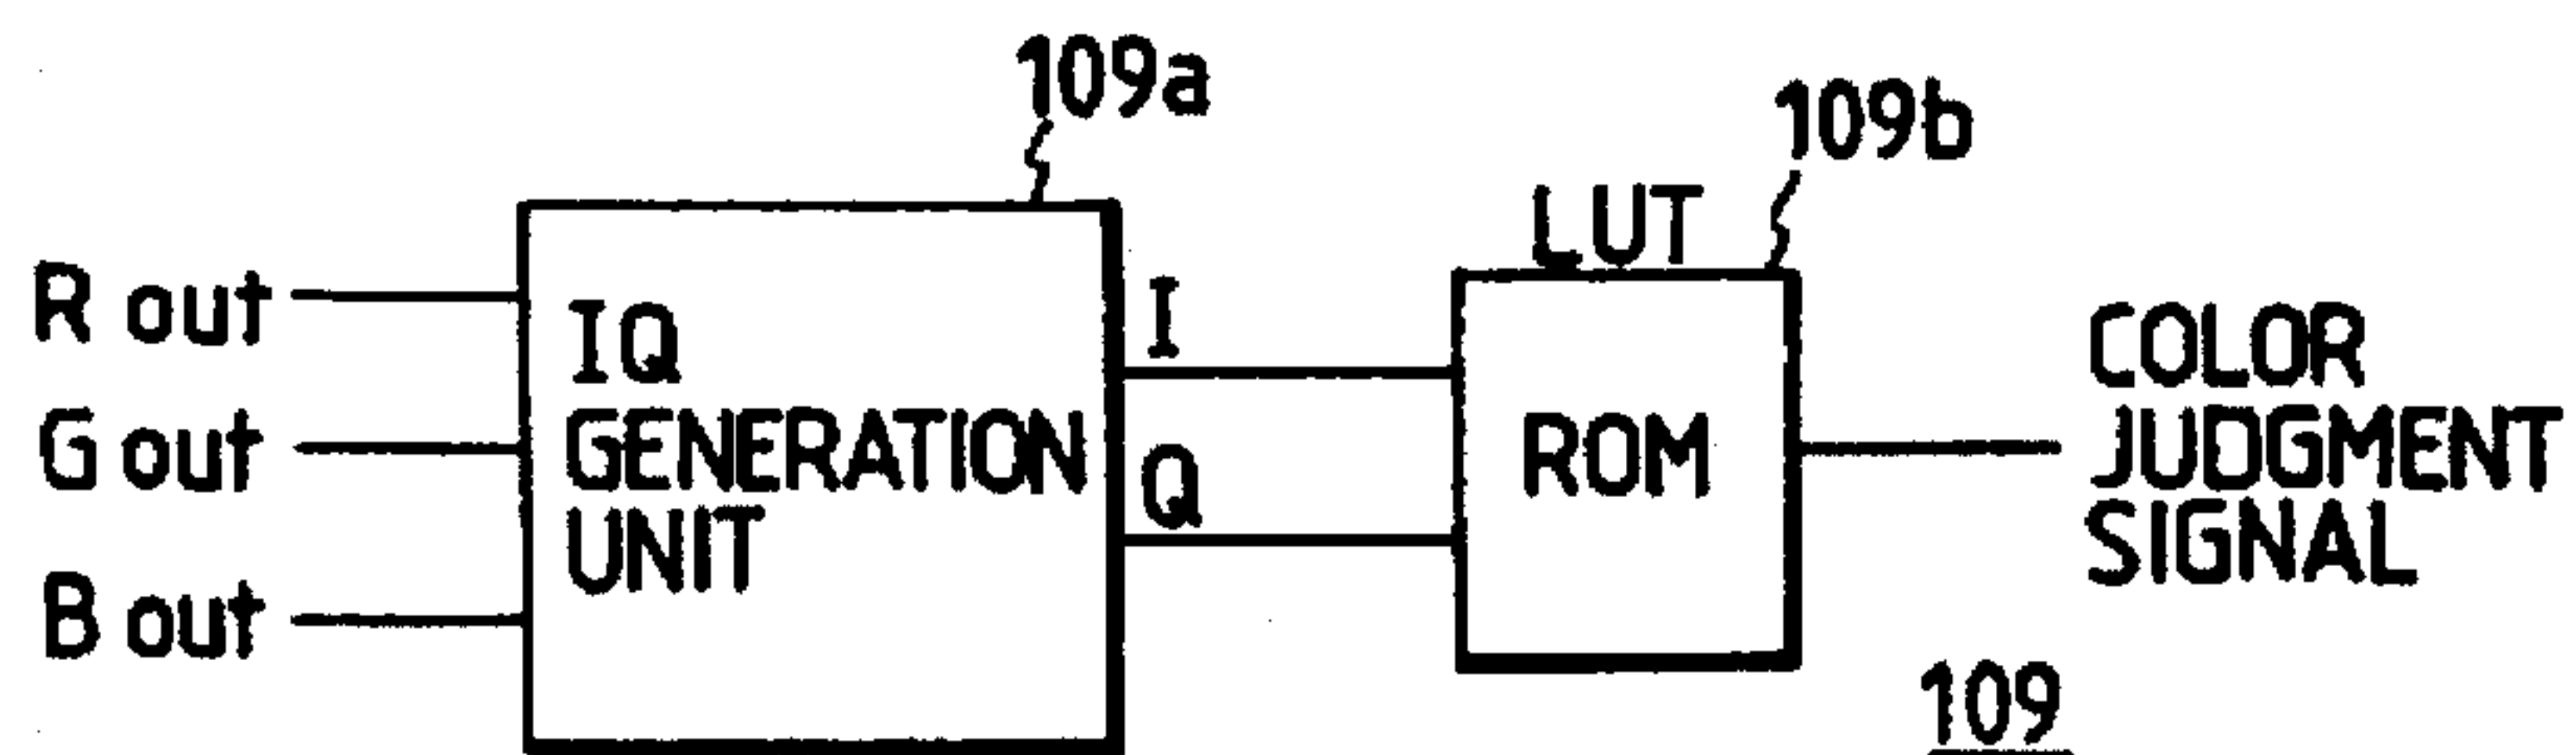 109a
109b
LUT
R out
G out
B out
IQ
GENERATION
UNIT
I
Q
ROM
COLOR
JUDGMENT
SIGNAL
109